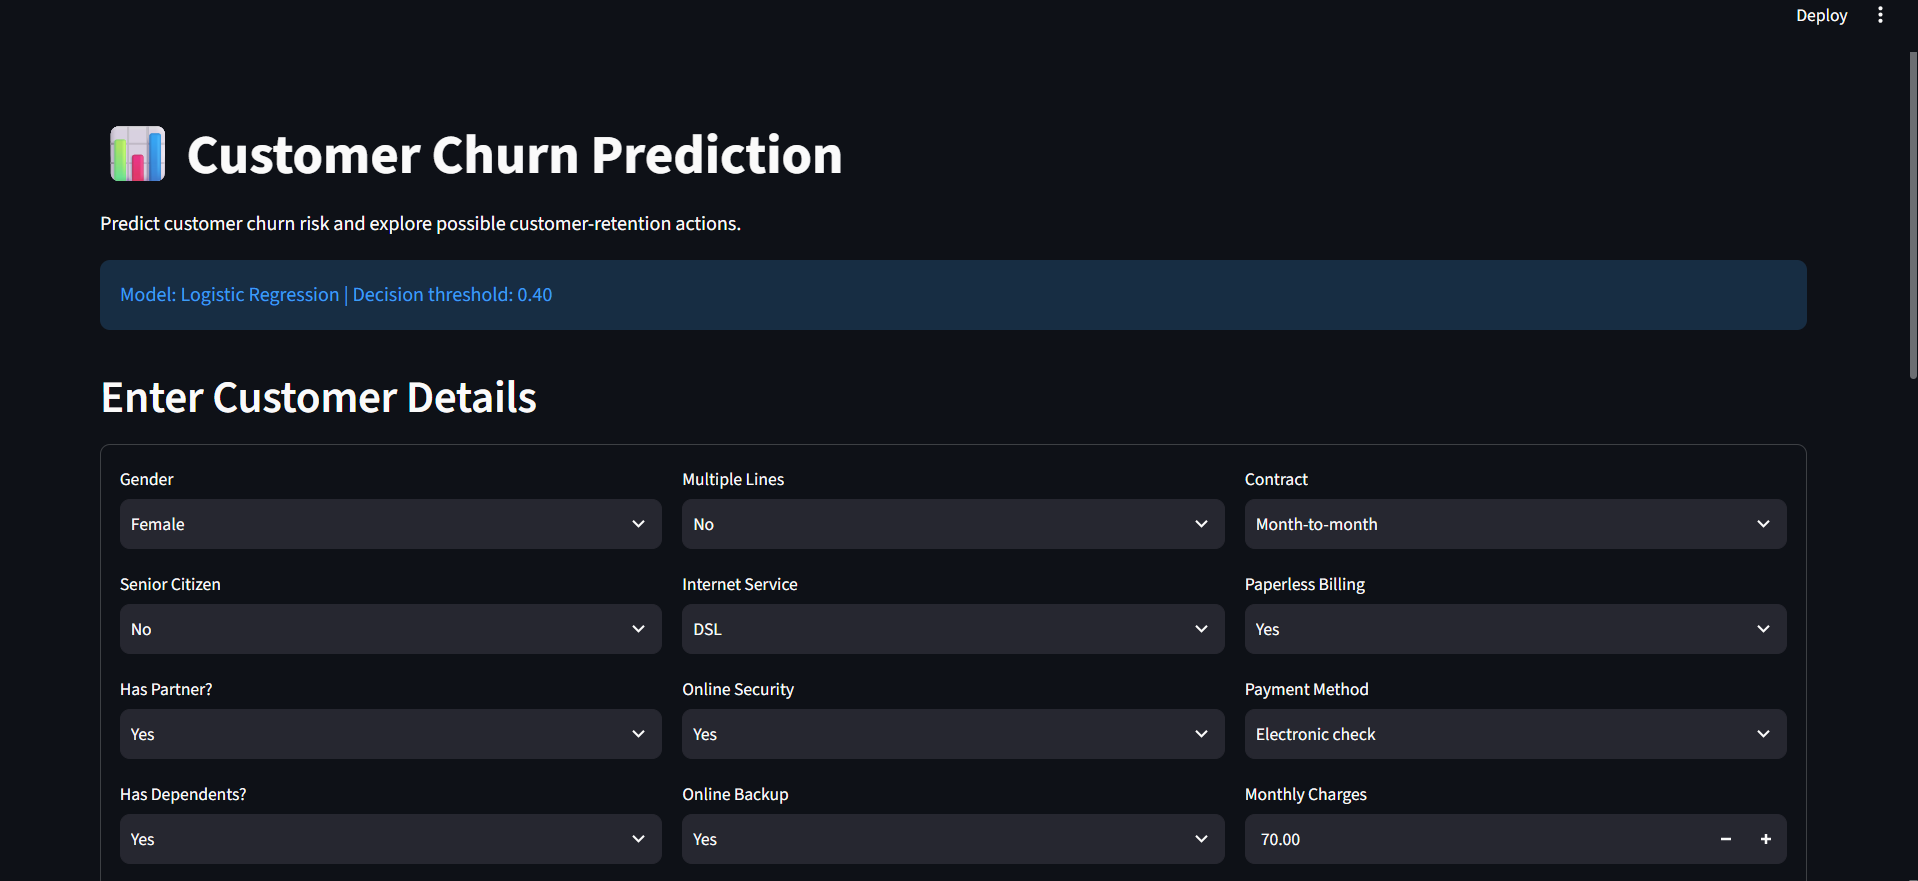 Deploy
Customer Churn Prediction
Predict customer churn risk and explore possible customer-retention actions.
Model: Logistic Regression | Decision threshold: 0.40
Enter Customer Details
Gender
Female
Senior Citizen
No
Has Partner?
Yes
Has Dependents?
Yes
Multiple Lines
No
Internet Service
DSL
Online Security
Yes
Online Backup
Yes
Contract
Month-to-month
Paperless Billing
Yes
Payment Method
Electronic check
Monthly Charges
70.00